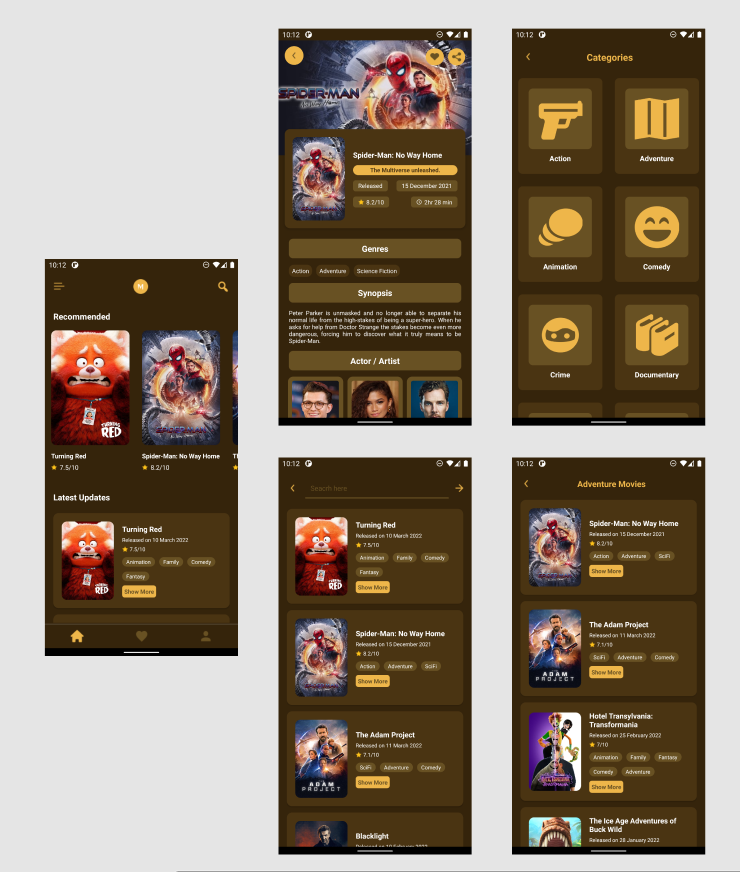 10:12
M
Recommended
TURNING
RED
SPIDER-MAN
Turning Red
Spider-Man: No Way Home
7.5/10
8.2/10
Latest Updates
Turning Red
Released on 10 March 2022
7.5/10
Animation Family Comedy
Fantasy
Show More
RED
10:12
SPIDER-MAN
Spider-Man: No Way Home
The Multiverse unleashed.
Released 15 December 2021
8.2/10 2hr 28 min
Genres
Action Adventure Science Fiction
Synopsis
Peter Parker is unmasked and no longer able to separate his
normal life from the high-stakes of being a super-hero. When he
asks for help from Doctor Strange the stakes become even more
dangerous, forcing him to discover what it truly means to be
Spider-Man.
Actor / Artist
10:12
Categories
Action Adventure
Animation Comedy
Crime Documentary
10:12
Search here
Turning Red
Released on 10 March 2022
7.5/10
Animation Family Comedy
Fantasy
Show More
RED
Spider-Man: No Way Home
Released on 15 December 2021
8.2/10
Action Adventure SciFi
Show More
The Adam Project
Released on 11 March 2022
7.1/10
SciFi Adventure Comedy
Show More
ADAM
PROJECT
Blacklight
Released on 10 February 2022
10:12
Adventure Movies
Spider-Man: No Way Home
Released on 15 December 2021
8.2/10
Action Adventure SciFi
Show More
The Adam Project
Released on 11 March 2022
7.1/10
SciFi Adventure Comedy
Show More
ADAM
PROJECT
Hotel Transylvania:
Transformania
Released on 25 February 2022
7/10
Animation Family Fantasy
Comedy Adventure
Show More
The Ice Age Adventures of
Buck Wild
Released on 28 January 2022